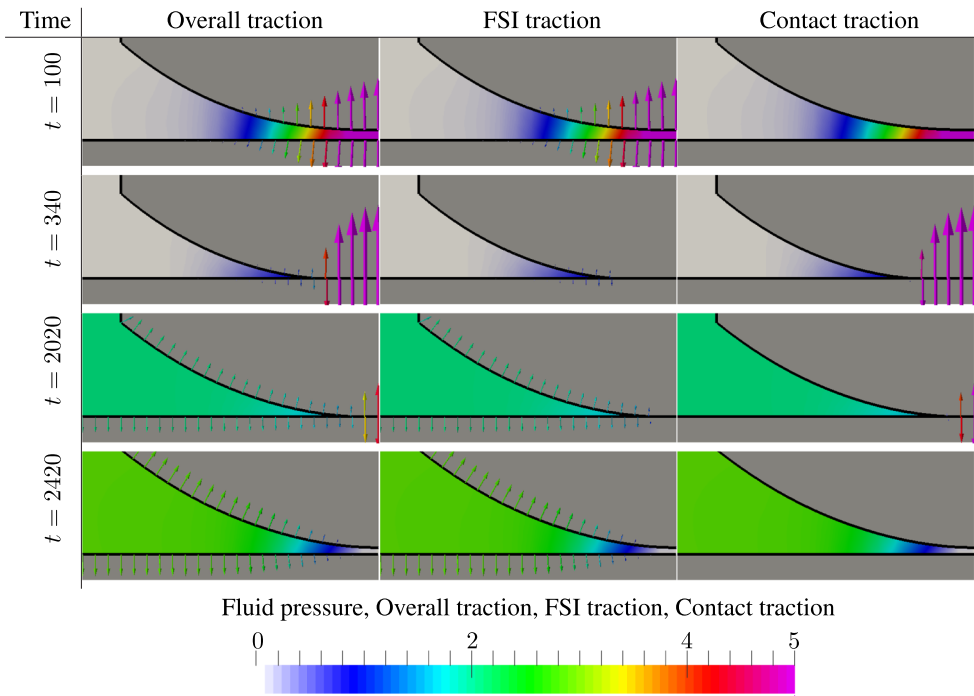 Time Overall traction FSI traction Contact traction
t = 100
t = 340
t = 2020
t = 2420
Fluid pressure, Overall traction, FSI traction, Contact traction
0 2 4 5